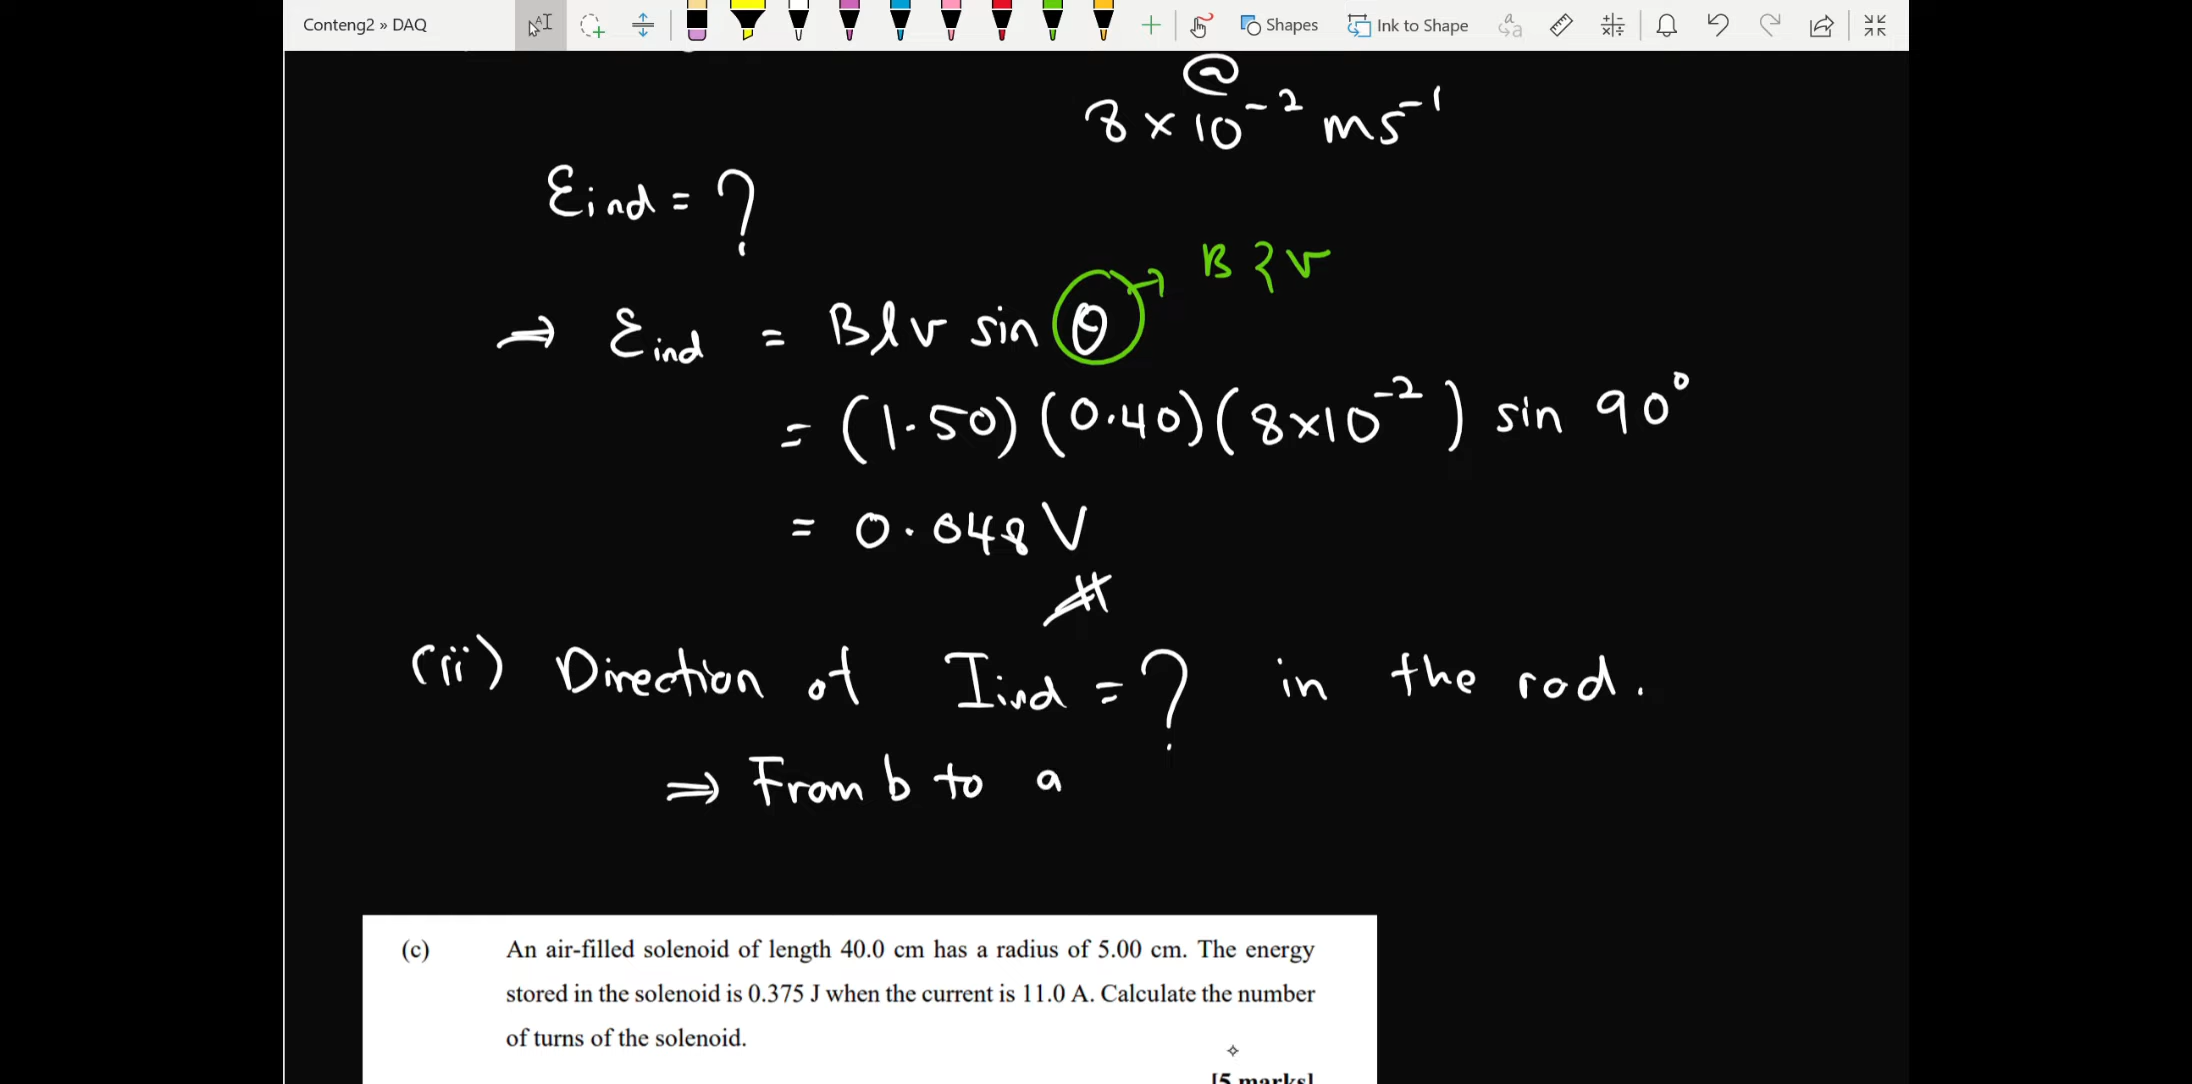 Conteng2 » DAQ
Shapes
Ink to Shape
@
8 × 10⁻² ms⁻¹
Ɛind = ?
B & v
⇒ Ɛind = Blv sin θ
= (1.50)(0.40)(8×10⁻²) sin 90°
= 0.048 V
#
(ii) Direction of Iind = ? in the rod.
⇒ From b to a
(c) An air-filled solenoid of length 40.0 cm has a radius of 5.00 cm. The energy
stored in the solenoid is 0.375 J when the current is 11.0 A. Calculate the number
of turns of the solenoid.
[5 marks]